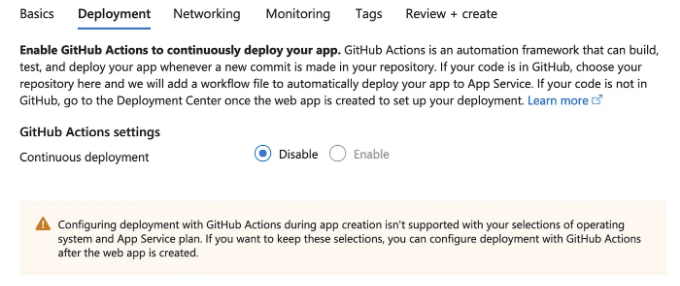 Basics Deployment Networking Monitoring Tags Review + create
Enable GitHub Actions to continuously deploy your app. GitHub Actions is an automation framework that can build,
test, and deploy your app whenever a new commit is made in your repository. If your code is in GitHub, choose your
repository here and we will add a workflow file to automatically deploy your app to App Service. If your code is not in
GitHub, go to the Deployment Center once the web app is created to set up your deployment. Learn more
GitHub Actions settings
Continuous deployment Disable Enable
Configuring deployment with GitHub Actions during app creation isn't supported with your selections of operating
system and App Service plan. If you want to keep these selections, you can configure deployment with GitHub Actions
after the web app is created.